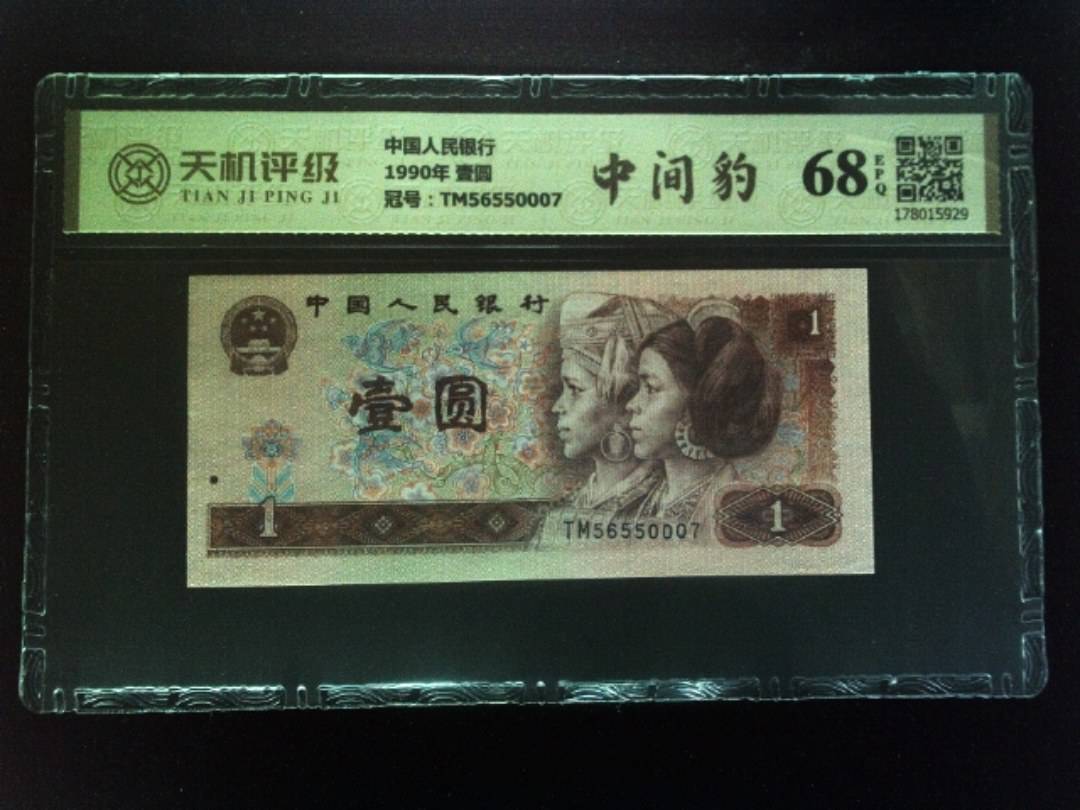 天机评级
TIAN JI PING JI
中国人民银行
1990年 壹圆
冠号：TM56550007
中间豹
68
EPQ
178015929
中国人民银行
1
壹圆
1
TM56550007
1